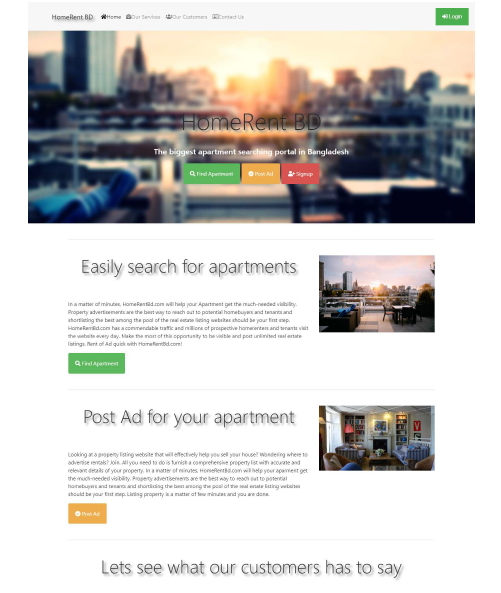 HomeRent BD Home Our Services Our Customers Contact Us Login
HomeRent BD
The biggest apartment searching portal in Bangladesh
Find Apartment Post Ad Signup
Easily search for apartments
In a matter of minutes, HomeRentBd.com will help your Apartment get the much-needed visibility.
Property advertisements are the best way to reach out to potential homebuyers and tenants and
shortlisting the best among the pool of the real estate listing websites should be your first step.
HomeRentBd.com has a commendable traffic and millions of prospective homerenters and tenants visit
the website every day. Make the most of this opportunity to be visible and post unlimited real estate
listings. Rent of Ad quick with HomeRentBd.com!
Find Apartment
Post Ad for your apartment
Looking at a property listing website that will effectively help you sell your house? Wondering where to
advertise rentals? Join. All you need to do is furnish a comprehensive property list with accurate and
relevant details of your property. In a matter of minutes, HomeRentBd.com will help your aparment get
the much-needed visibility. Property advertisements are the best way to reach out to potential
homebuyers and tenants and shortlisting the best among the pool of the real estate listing websites
should be your first step. Listing property is a matter of few minutes and you are done.
Post Ad
Lets see what our customers has to say